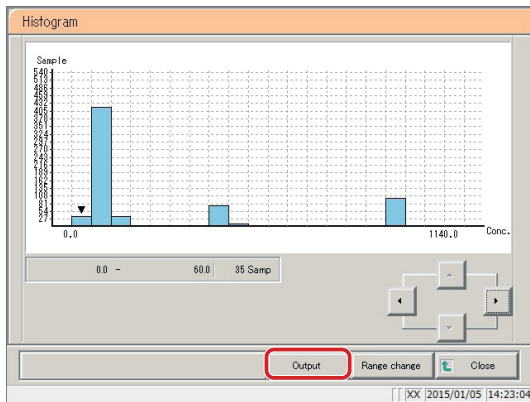 Histogram
Sample
540
513
486
459
432
405
378
351
324
297
270
243
216
189
162
135
108
81
54
27
0.0
1140.0
Conc.
0.0 - 60.0 35 Samp
Output
Range change
Close
XX 2015/01/05 14:23:04